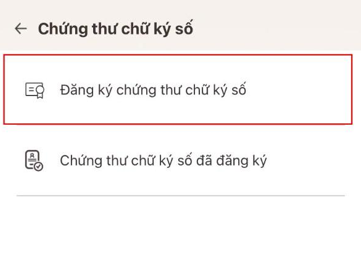 Chứng thư chữ ký số
Đăng ký chứng thư chữ ký số
Chứng thư chữ ký số đã đăng ký